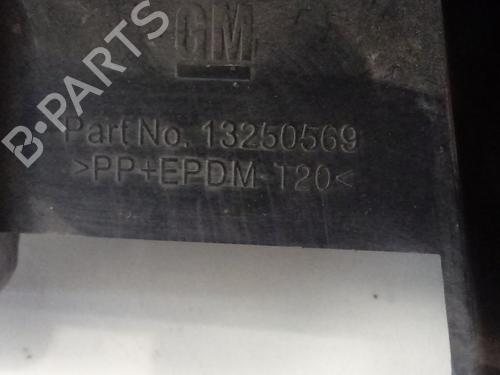 GM
B-PARTS
Part No. 13250569
>PP+EPDM-T20<